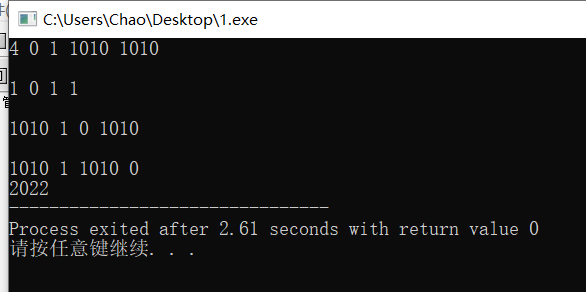 C:\Users\Chao\Desktop\1.exe
4 0 1 1010 1010
1 0 1 1
1010 1 0 1010
1010 1 1010 0
2022
--------------------------------
Process exited after 2.61 seconds with return value 0
请按任意键继续. . .